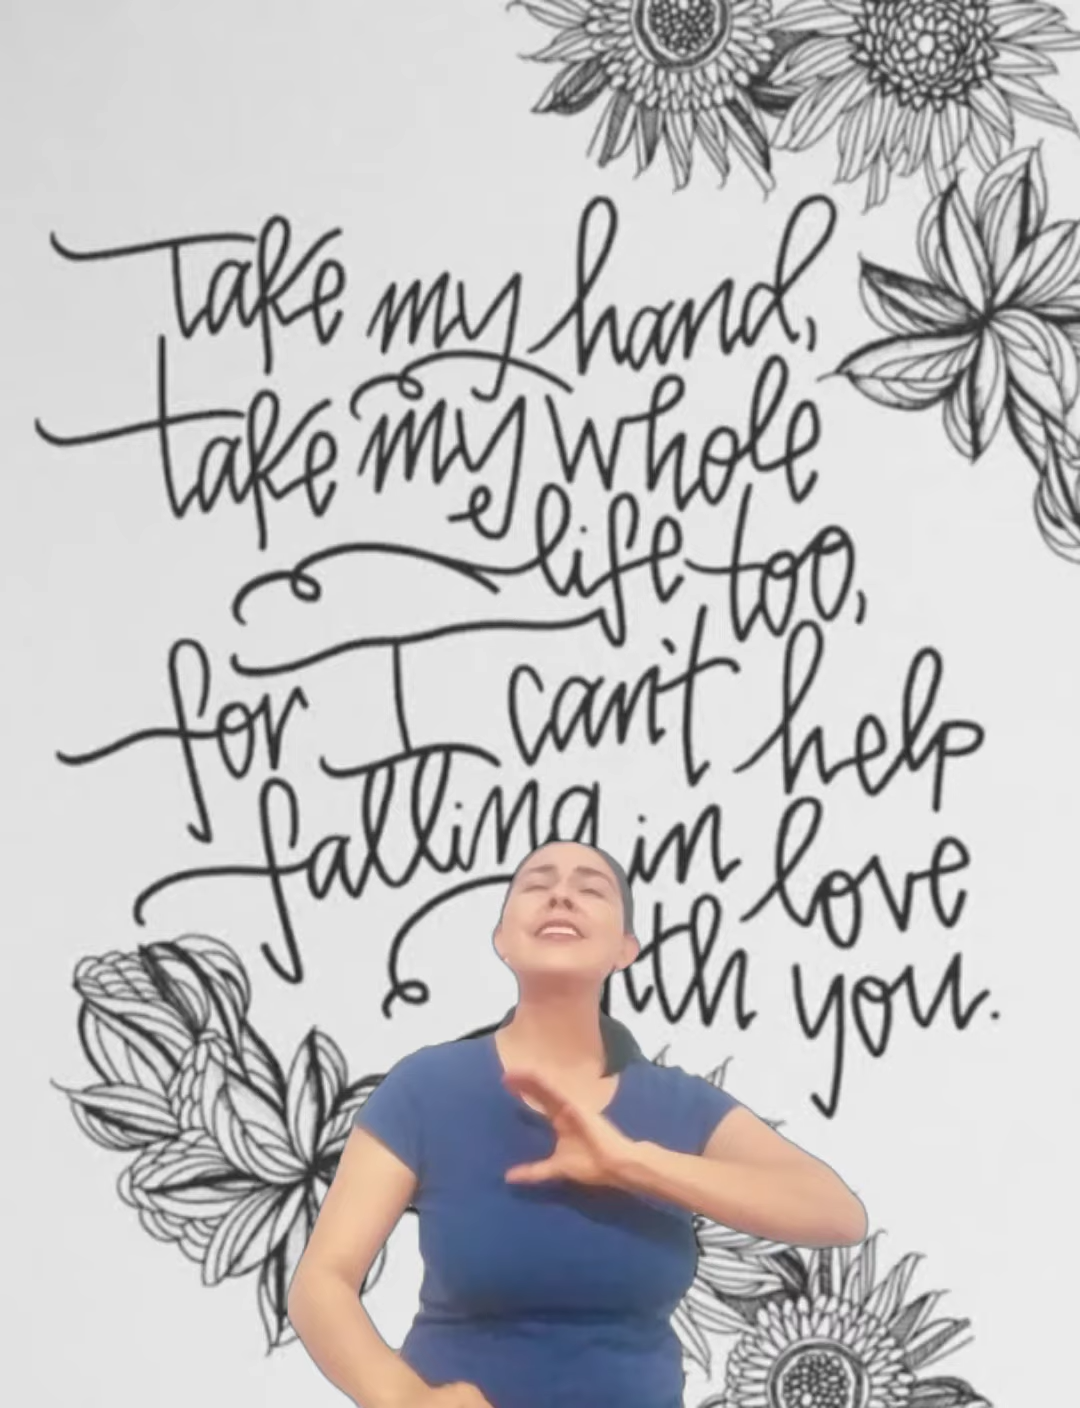 Take my hand,
take my whole
life too,
for I can't help
falling in love
you.